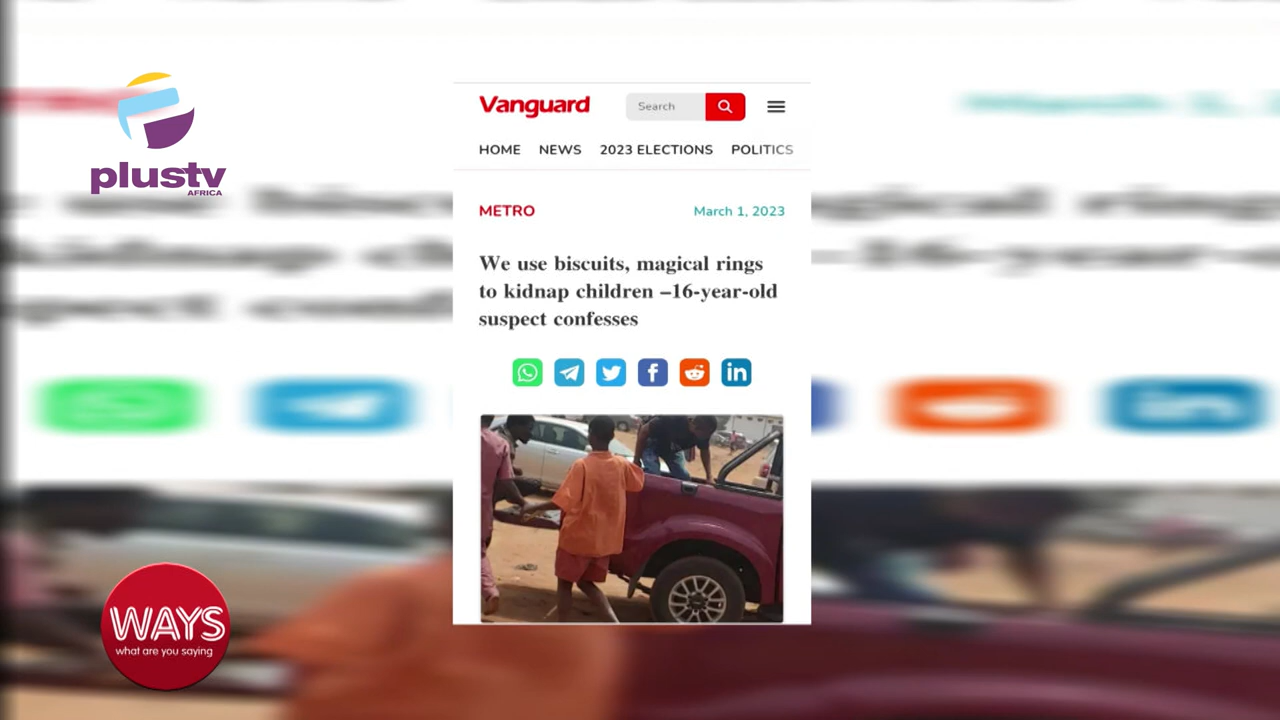 plustv
AFRICA
Vanguard
Search
HOME NEWS 2023 ELECTIONS POLITICS
METRO March 1, 2023
We use biscuits, magical rings
to kidnap children –16-year-old
suspect confesses
in
WAYS
what are you saying